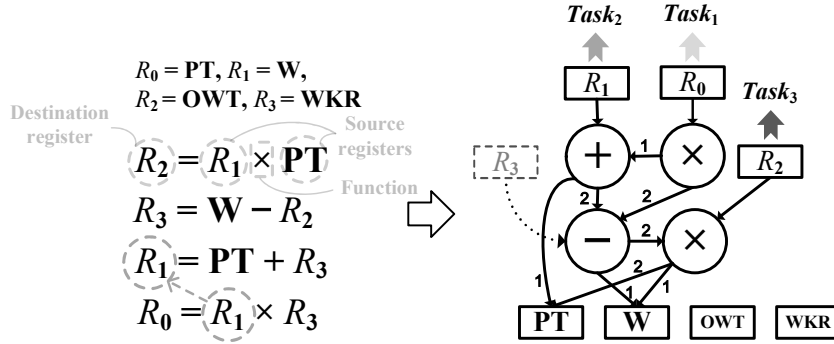 R0 = PT, R1 = W,
R2 = OWT, R3 = WKR
Destination register
Source registers
Function
R2 = R1 × PT
R3 = W − R2
R1 = PT + R3
R0 = R1 × R3
Task2
Task1
Task3
R1
R0
R2
R3
+
1
×
2
2
−
2
×
2
1
1
1
PT
W
OWT
WKR